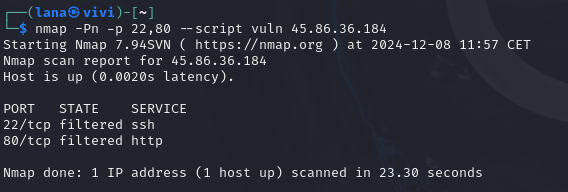 ┌──(lana㉿vivi)-[~]
└─$ nmap -Pn -p 22,80 --script vuln 45.86.36.184
Starting Nmap 7.94SVN ( https://nmap.org ) at 2024-12-08 11:57 CET
Nmap scan report for 45.86.36.184
Host is up (0.0020s latency).

PORT   STATE    SERVICE
22/tcp filtered ssh
80/tcp filtered http

Nmap done: 1 IP address (1 host up) scanned in 23.30 seconds